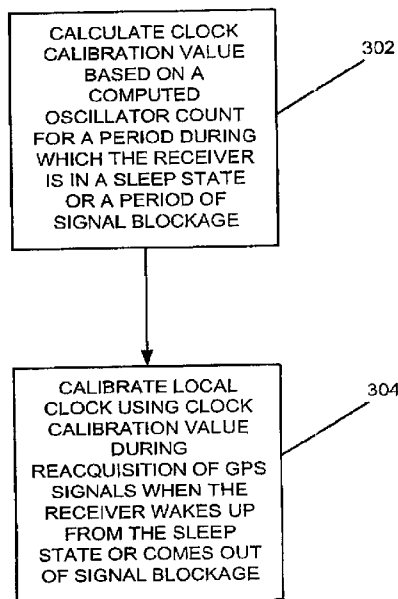 CALCULATE CLOCK
CALIBRATION VALUE
BASED ON A
COMPUTED
OSCILLATOR COUNT
FOR A PERIOD DURING
WHICH THE RECEIVER
IS IN A SLEEP STATE
OR A PERIOD OF
SIGNAL BLOCKAGE
302
CALIBRATE LOCAL
CLOCK USING CLOCK
CALIBRATION VALUE
DURING
REACQUISITION OF GPS
SIGNALS WHEN THE
RECEIVER WAKES UP
FROM THE SLEEP
STATE OR COMES OUT
OF SIGNAL BLOCKAGE
304